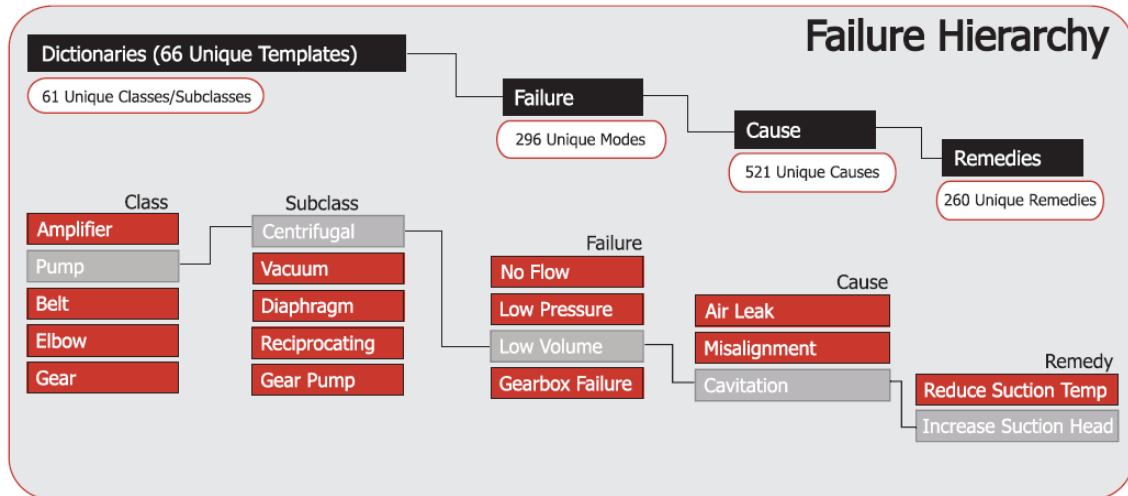 Failure Hierarchy
Dictionaries (66 Unique Templates)
61 Unique Classes/Subclasses
Failure
296 Unique Modes
Cause
521 Unique Causes
Remedies
260 Unique Remedies
Class
Amplifier
Pump
Belt
Elbow
Gear
Subclass
Centrifugal
Vacuum
Diaphragm
Reciprocating
Gear Pump
Failure
No Flow
Low Pressure
Low Volume
Gearbox Failure
Cause
Air Leak
Misalignment
Cavitation
Remedy
Reduce Suction Temp
Increase Suction Head